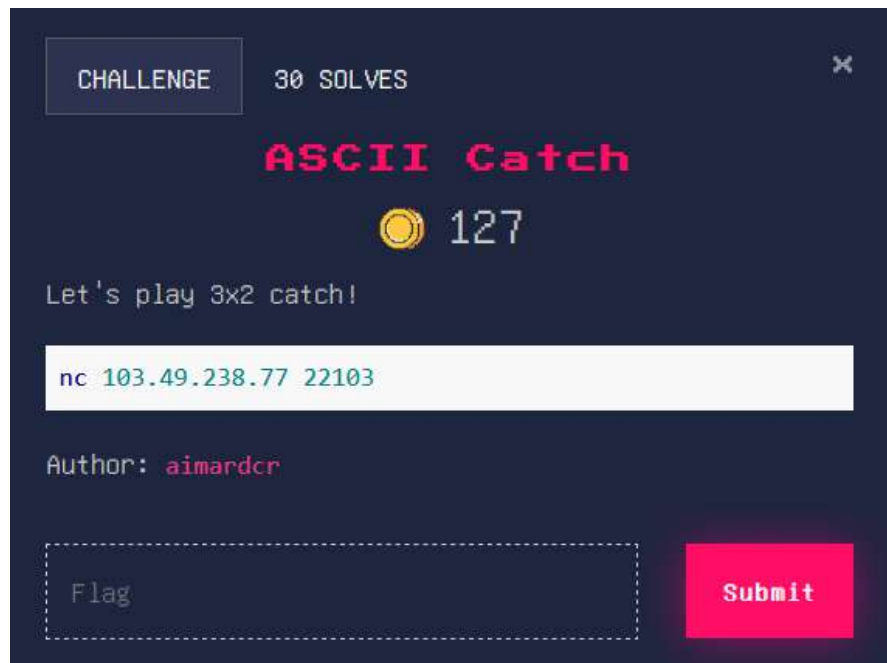 CHALLENGE 30 SOLVES ×
ASCII Catch
127
Let's play 3x2 catch!
nc 103.49.238.77 22103
Author: aimardcr
Flag Submit